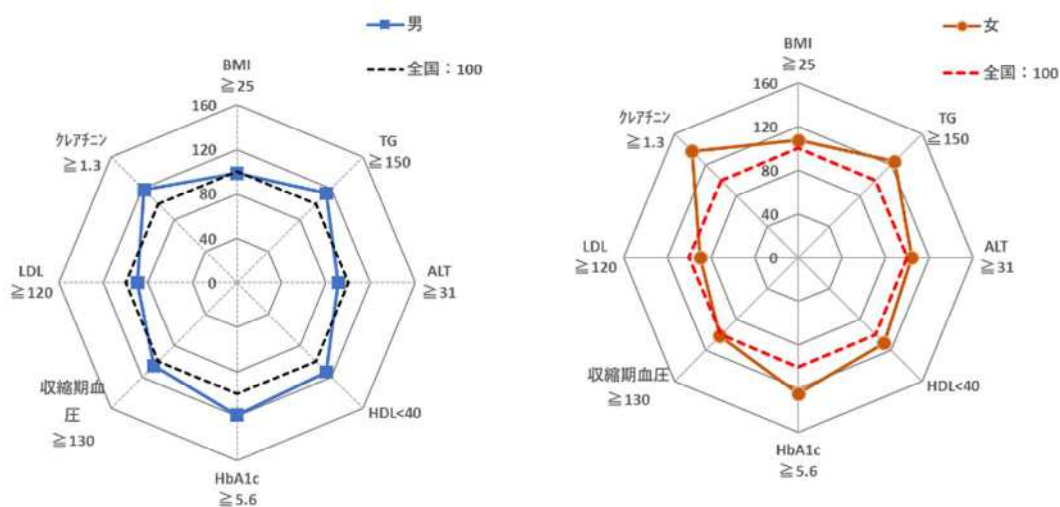 男
全国：100
BMI
≧25
160
120
80
40
0
TG
≧150
ALT
≧31
HDL<40
HbA1c
≧5.6
収縮期血
圧
≧130
LDL
≧120
ｸﾚｱﾁﾆﾝ
≧1.3
女
全国：100
BMI
≧25
160
120
80
40
0
TG
≧150
ALT
≧31
HDL<40
HbA1c
≧5.6
収縮期血圧
≧130
LDL
≧120
ｸﾚｱﾁﾆﾝ
≧1.3